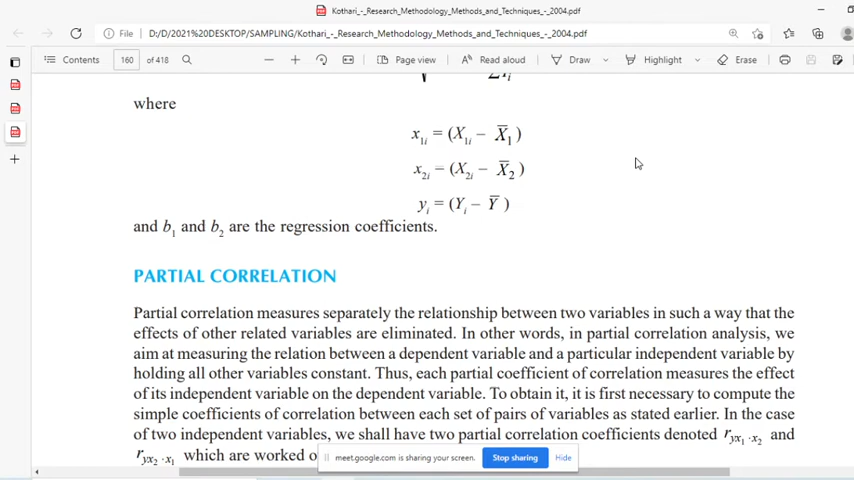 Kothari_-_Research_Methodology_Methods_and_Techniques_-_2004.pdf
File D:/D/2021%20DESKTOP/SAMPLING/Kothari_-_Research_Methodology_Methods_and_Techniques_-_2004.pdf
Contents 160 of 418 Page view Read aloud Draw Highlight Erase
where
x₁ᵢ = (X₁ᵢ − X̄₁)
x₂ᵢ = (X₂ᵢ − X̄₂)
yᵢ = (Yᵢ − Ȳ)
and b₁ and b₂ are the regression coefficients.
PARTIAL CORRELATION
Partial correlation measures separately the relationship between two variables in such a way that the
effects of other related variables are eliminated. In other words, in partial correlation analysis, we
aim at measuring the relation between a dependent variable and a particular independent variable by
holding all other variables constant. Thus, each partial coefficient of correlation measures the effect
of its independent variable on the dependent variable. To obtain it, it is first necessary to compute the
simple coefficients of correlation between each set of pairs of variables as stated earlier. In the case
of two independent variables, we shall have two partial correlation coefficients denoted r yx₁·x₂ and
r yx₂·x₁ which are worked o
meet.google.com is sharing your screen. Stop sharing Hide